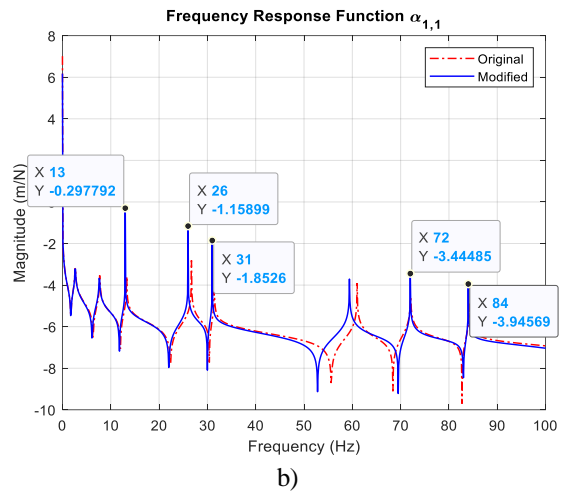 Frequency Response Function α1,1
Original
Modified
X 13
Y -0.297792
X 26
Y -1.15899
X 31
Y -1.8526
X 72
Y -3.44485
X 84
Y -3.94569
Magnitude (m/N)
8
6
4
2
-2
-4
-6
-8
-10
0 10 20 30 40 50 60 70 80 90 100
Frequency (Hz)
b)